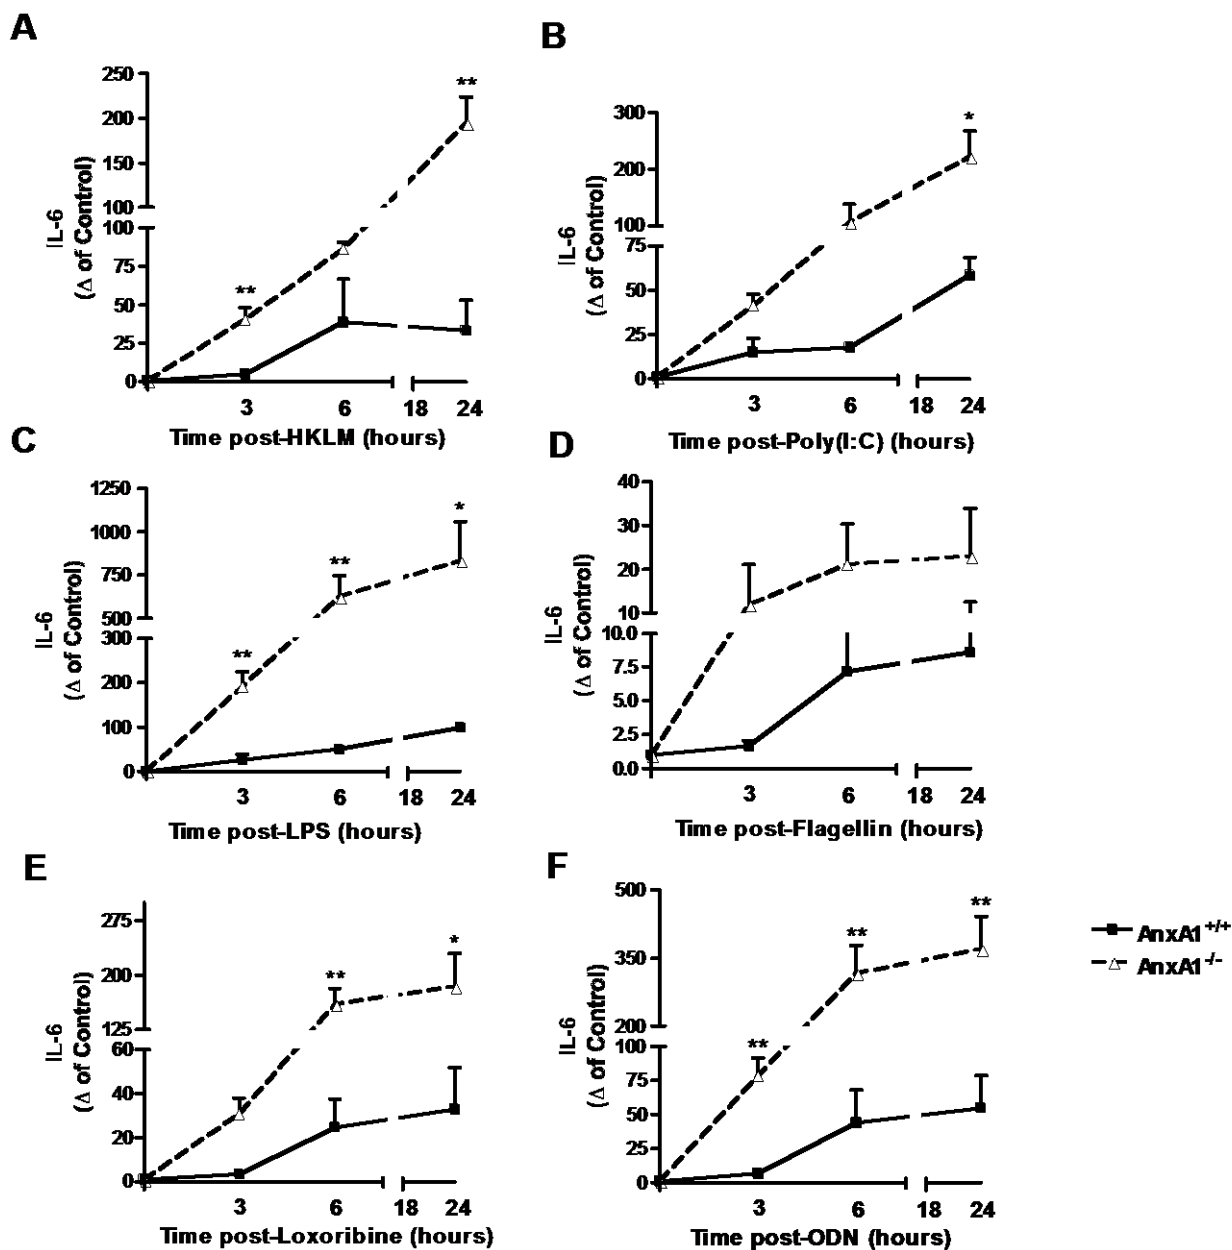 A
IL-6
(Δ of Control)
250
200
150
100
100
75
50
25
0
**
**
3 6 18 24
Time post-HKLM (hours)
B
IL-6
(Δ of Control)
300
200
100
75
50
25
0
*
3 6 18 24
Time post-Poly(I:C) (hours)
C
IL-6
(Δ of Control)
1250
1000
750
500
300
200
100
0
**
**
*
3 6 18 24
Time post-LPS (hours)
D
IL-6
(Δ of Control)
40
30
20
10
10.0
7.5
5.0
2.5
0.0
3 6 18 24
Time post-Flagellin (hours)
E
IL-6
(Δ of Control)
275
200
125
60
40
20
0
**
*
3 6 18 24
Time post-Loxoribine (hours)
F
IL-6
(Δ of Control)
500
350
200
100
75
50
25
0
**
**
**
3 6 18 24
Time post-ODN (hours)
AnxA1+/+
AnxA1-/-